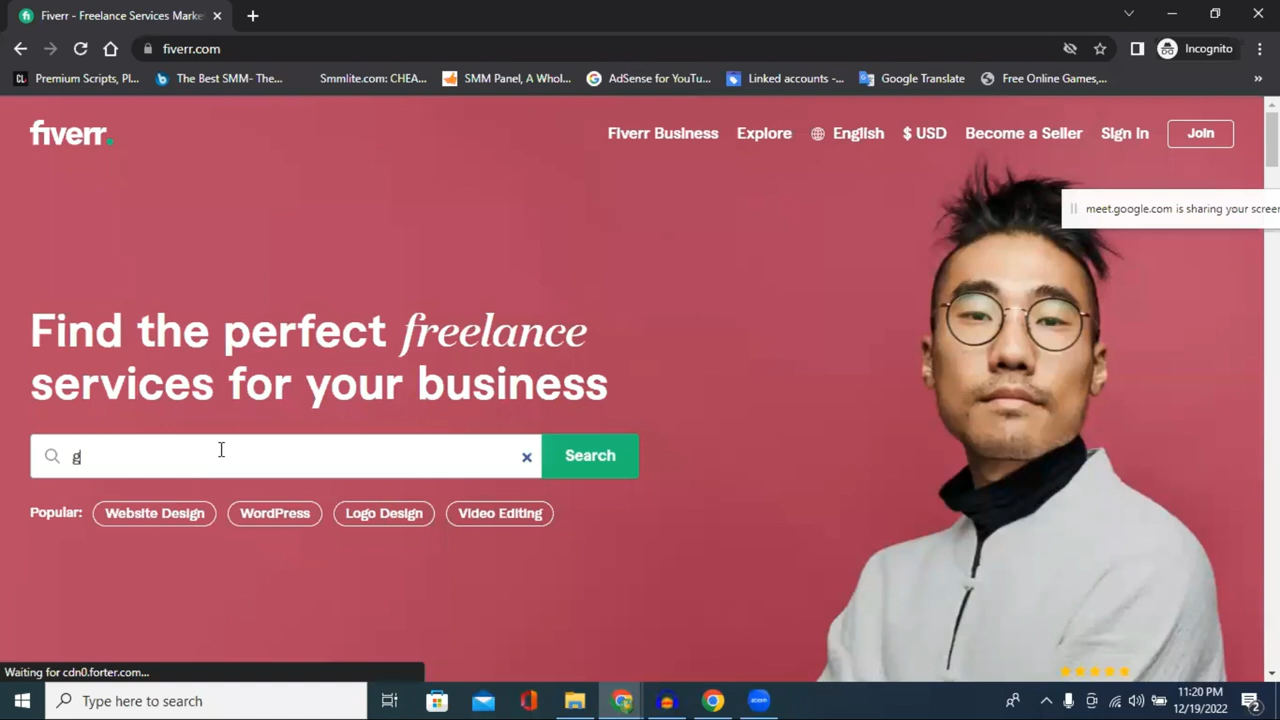 Fiverr - Freelance Services Marke
fiverr.com
Incognito
CL Premium Scripts, Pl...
The Best SMM- The...
Smmlite.com: CHEA...
SMM Panel, A Whol...
AdSense for YouTu...
Linked accounts -...
Google Translate
Free Online Games,...
»
fiverr.
Fiverr Business
Explore
English
$ USD
Become a Seller
Sign In
Join
meet.google.com is sharing your screen
Find the perfect freelance
services for your business
g
Search
Popular:
Website Design
WordPress
Logo Design
Video Editing
Waiting for cdn0.forter.com...
Type here to search
zoom
11:20 PM
12/19/2022
2